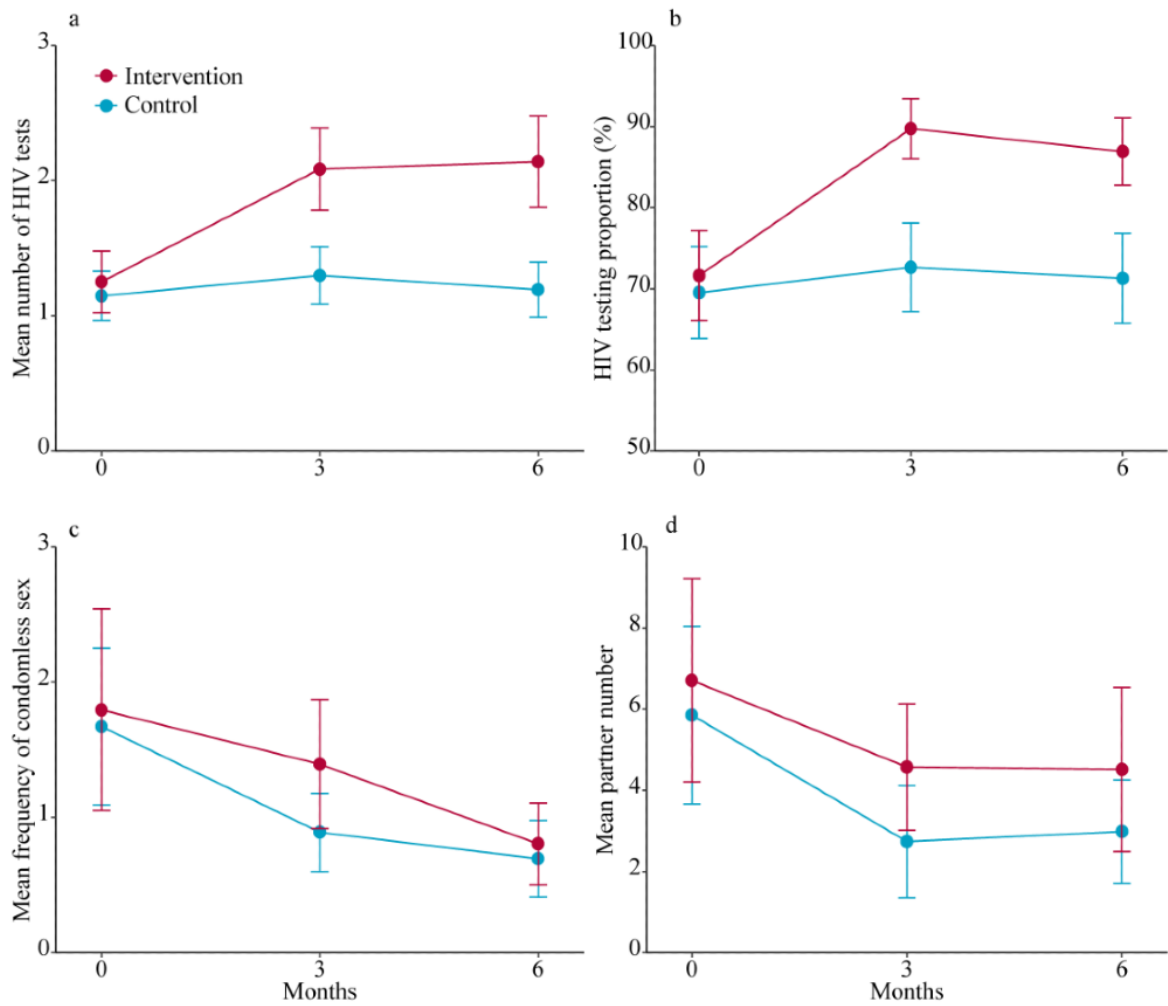 a
3
2
1
0
Mean number of HIV tests
Intervention
Control
0 3 6
b
100
90
80
70
60
50
HIV testing proportion (%)
0 3 6
c
3
2
1
0
Mean frequency of condomless sex
0 3 6
Months
d
10
8
6
4
2
0
Mean partner number
0 3 6
Months